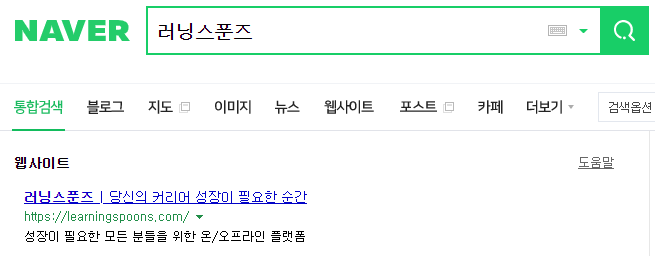 NAVER
러닝스푼즈
통합검색 블로그 지도 이미지 뉴스 웹사이트 포스트 카페 더보기 검색옵션
웹사이트 도움말
러닝스푼즈 | 당신의 커리어 성장이 필요한 순간
https://learningspoons.com/
성장이 필요한 모든 분들을 위한 온/오프라인 플랫폼